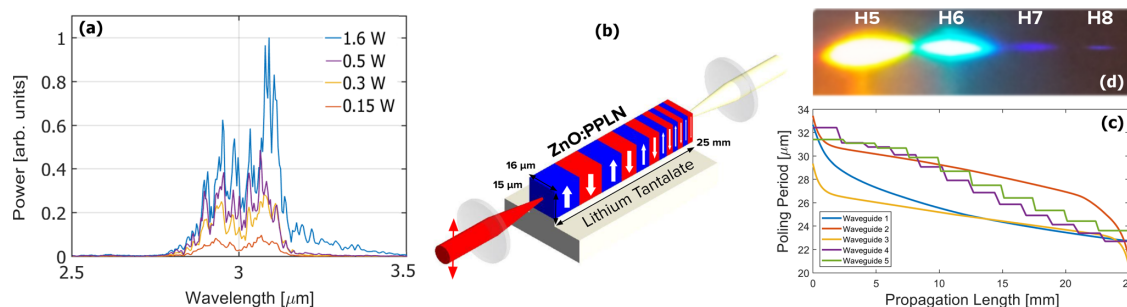 (a)
1.6 W
0.5 W
0.3 W
0.15 W
Power [arb. units]
1
0.8
0.6
0.4
0.2
0
2.5
3
3.5
Wavelength [μm]
(b)
ZnO:PPLN
16 μm
15 μm
25 mm
Lithium Tantalate
H5 H6 H7 H8
(d)
(c)
Poling Period [μm]
34
32
30
28
26
24
22
20
Waveguide 1
Waveguide 2
Waveguide 3
Waveguide 4
Waveguide 5
0 5 10 15 20 25
Propagation Length [mm]